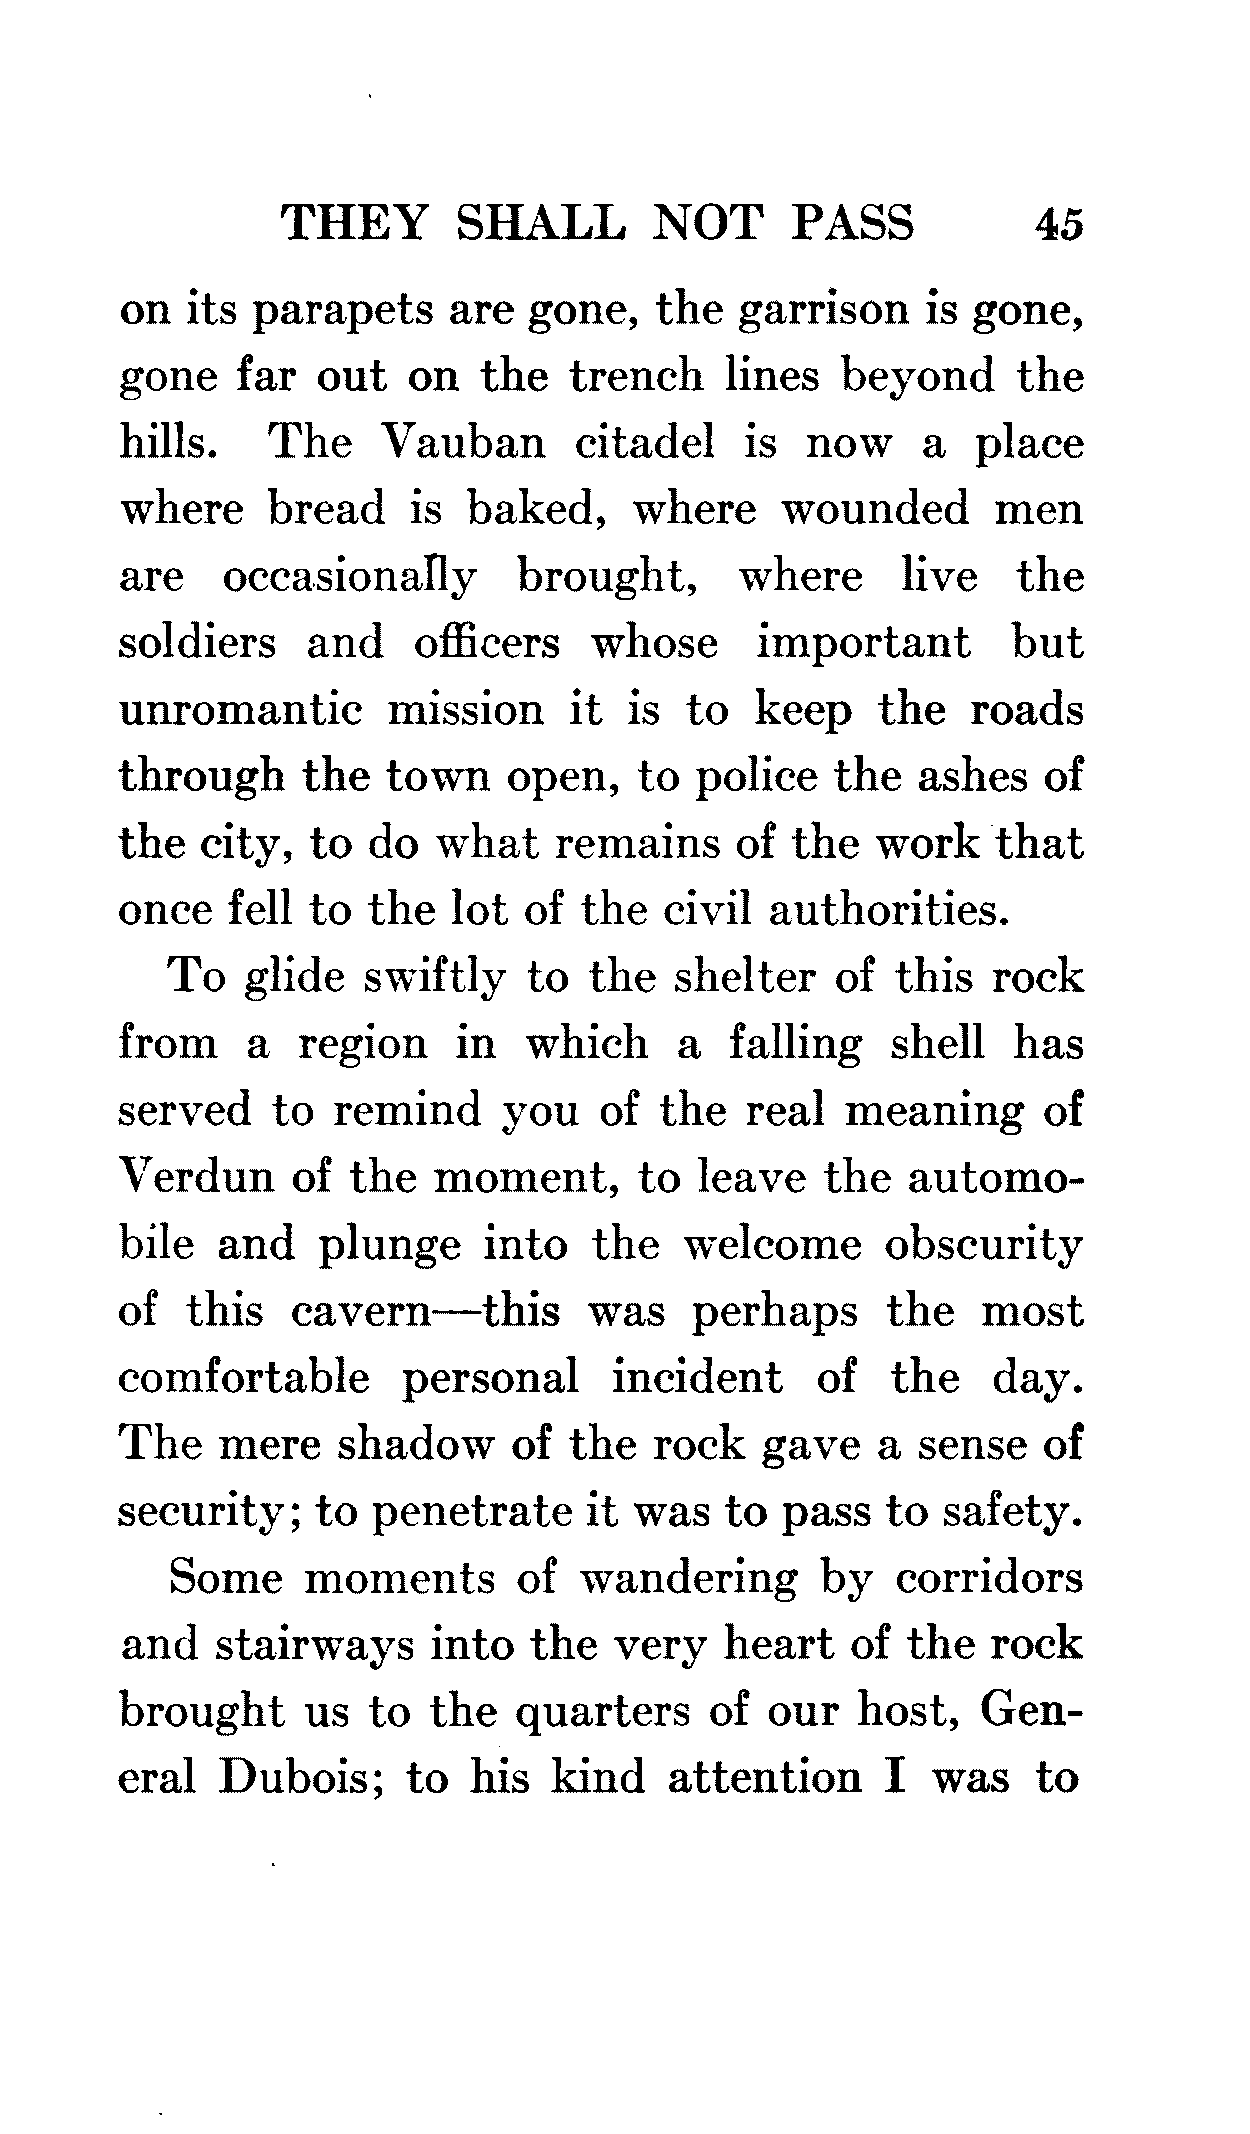 THEY SHALL NOT PASS 45
on its parapets are gone, the garrison is gone,
gone far out on the trench lines beyond the
hills. The Vauban citadel is now a place
where bread is baked, where wounded men
are occasionally brought, where live the
soldiers and officers whose important but
unromantic mission it is to keep the roads
through the town open, to police the ashes of
the city, to do what remains of the work that
once fell to the lot of the civil authorities.
To glide swiftly to the shelter of this rock
from a region in which a falling shell has
served to remind you of the real meaning of
Verdun of the moment, to leave the automo-
bile and plunge into the welcome obscurity
of this cavern—this was perhaps the most
comfortable personal incident of the day.
The mere shadow of the rock gave a sense of
security; to penetrate it was to pass to safety.
Some moments of wandering by corridors
and stairways into the very heart of the rock
brought us to the quarters of our host, Gen-
eral Dubois; to his kind attention I was to